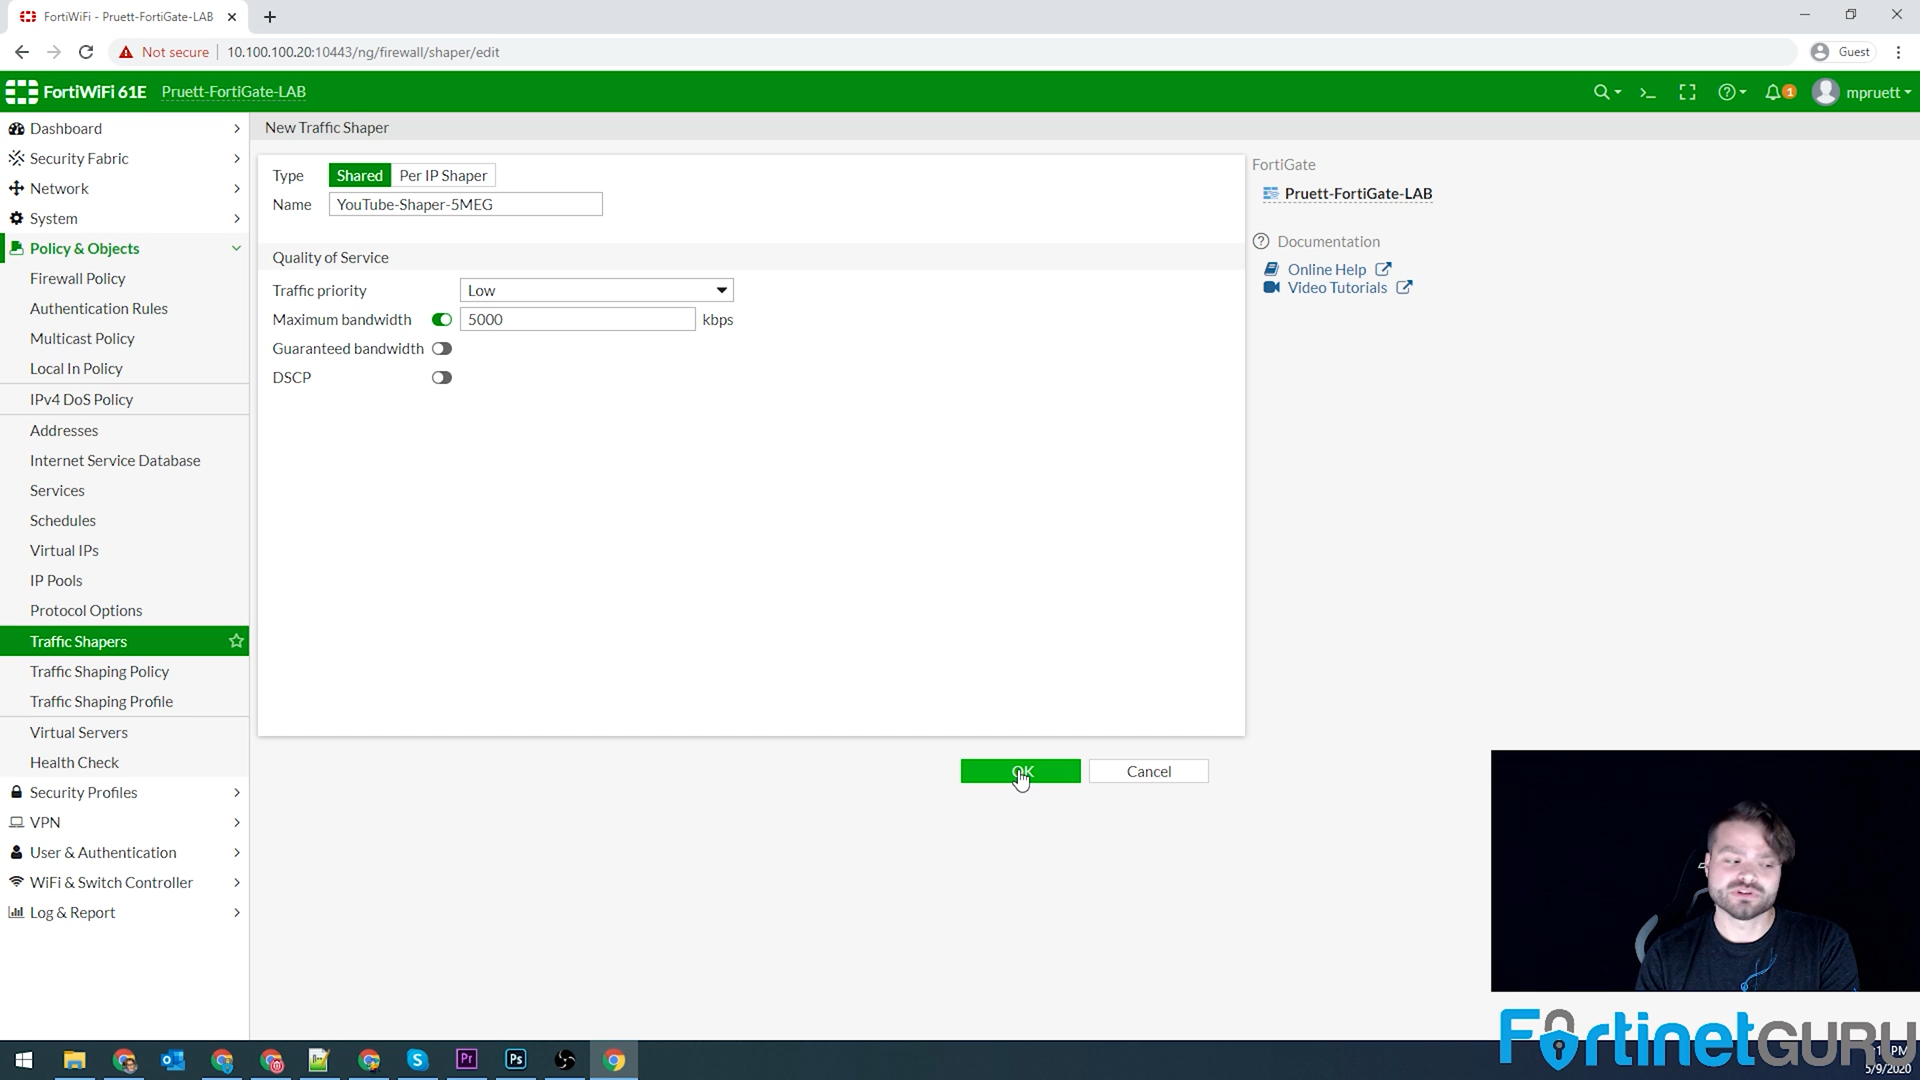 FortiWiFi - Pruett-FortiGate-LAB
Not secure
10.100.100.20:10443/ng/firewall/shaper/edit
Guest
FortiWiFi 61E
Pruett-FortiGate-LAB
1
mpruett
Dashboard
Security Fabric
Network
System
Policy & Objects
Firewall Policy
Authentication Rules
Multicast Policy
Local In Policy
IPv4 DoS Policy
Addresses
Internet Service Database
Services
Schedules
Virtual IPs
IP Pools
Protocol Options
Traffic Shapers
Traffic Shaping Policy
Traffic Shaping Profile
Virtual Servers
Health Check
Security Profiles
VPN
User & Authentication
WiFi & Switch Controller
Log & Report
New Traffic Shaper
Type Shared Per IP Shaper
Name YouTube-Shaper-5MEG
Quality of Service
Traffic priority Low
Maximum bandwidth 5000 kbps
Guaranteed bandwidth
DSCP
OK
Cancel
FortiGate
Pruett-FortiGate-LAB
Documentation
Online Help
Video Tutorials
FortinetGURU
PM
5/9/2020
Pr
Ps